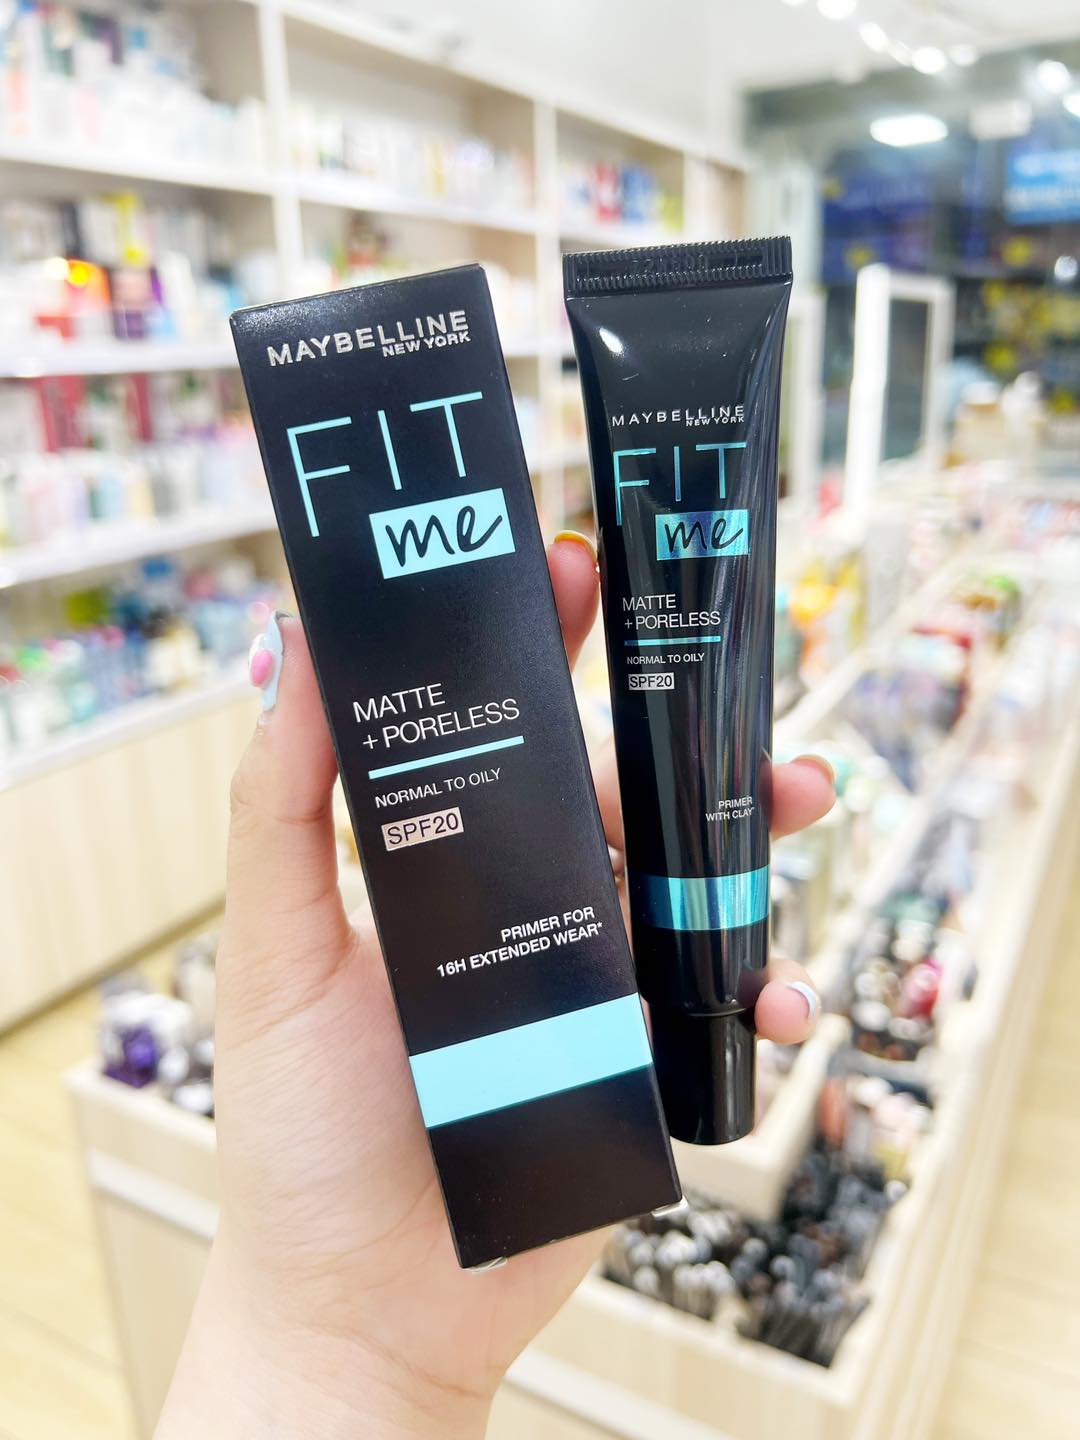 MAYBELLINE
NEW YORK
FIT
me
MATTE
+ PORELESS
NORMAL TO OILY
SPF20
PRIMER FOR
16H EXTENDED WEAR*
MAYBELLINE
NEW YORK
FIT
me
MATTE
+ PORELESS
NORMAL TO OILY
SPF20
PRIMER
WITH CLAY*